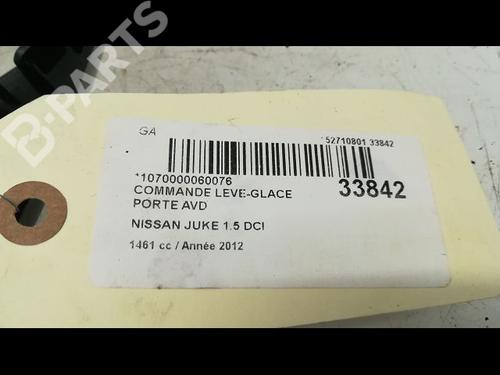 B-PARTS
GA
*52710801 33842
*1070000060076
COMMANDE LEVE-GLACE
33842
PORTE AVD
NISSAN JUKE 1.5 DCI
1461 cc / Année 2012
B-PARTS